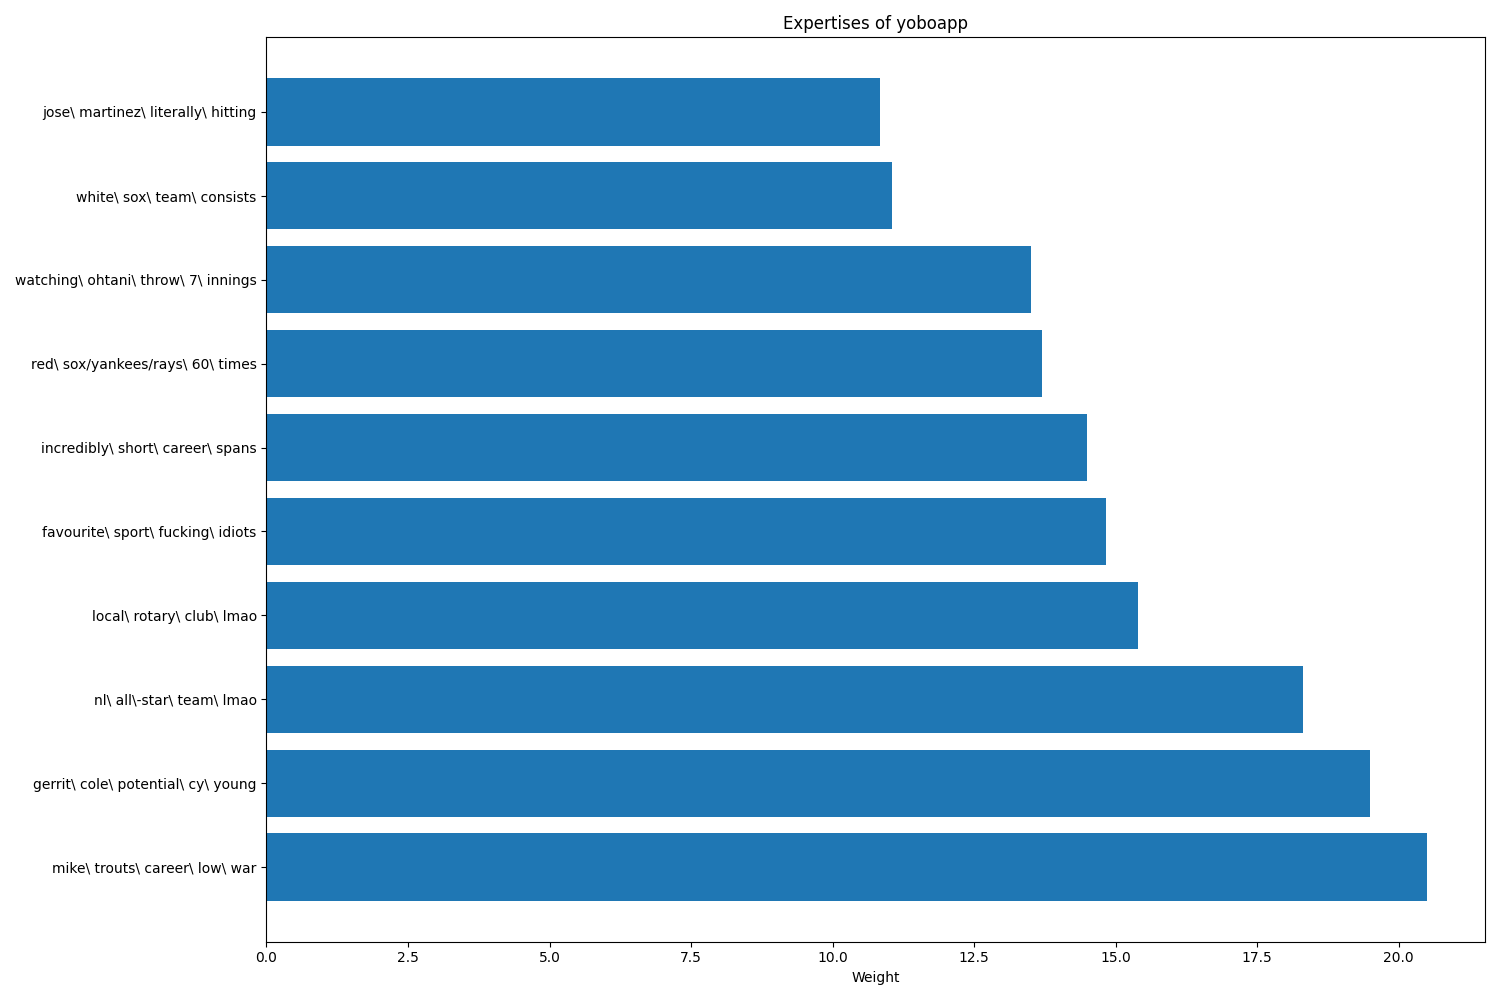 Expertises of yoboapp
jose\ martinez\ literally\ hitting
white\ sox\ team\ consists
watching\ ohtani\ throw\ 7\ innings
red\ sox/yankees/rays\ 60\ times
incredibly\ short\ career\ spans
favourite\ sport\ fucking\ idiots
local\ rotary\ club\ lmao
nl\ all\-star\ team\ lmao
gerrit\ cole\ potential\ cy\ young
mike\ trouts\ career\ low\ war
0.0 2.5 5.0 7.5 10.0 12.5 15.0 17.5 20.0
Weight